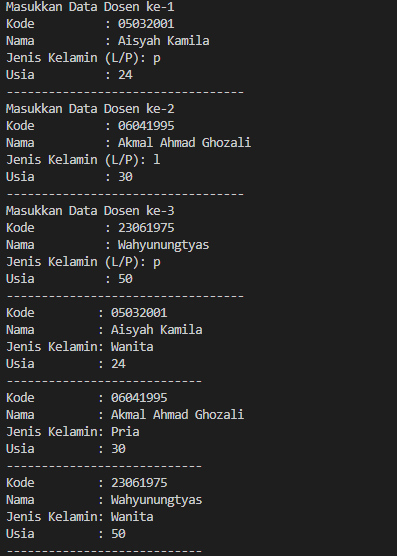 Masukkan Data Dosen ke-1
Kode          : 05032001
Nama          : Aisyah Kamila
Jenis Kelamin (L/P): p
Usia          : 24
----------------------------------
Masukkan Data Dosen ke-2
Kode          : 06041995
Nama          : Akmal Ahmad Ghozali
Jenis Kelamin (L/P): l
Usia          : 30
----------------------------------
Masukkan Data Dosen ke-3
Kode          : 23061975
Nama          : Wahyunungtyas
Jenis Kelamin (L/P): p
Usia          : 50
----------------------------------
Kode         : 05032001
Nama         : Aisyah Kamila
Jenis Kelamin: Wanita
Usia         : 24
----------------------------
Kode         : 06041995
Nama         : Akmal Ahmad Ghozali
Jenis Kelamin: Pria
Usia         : 30
----------------------------
Kode         : 23061975
Nama         : Wahyunungtyas
Jenis Kelamin: Wanita
Usia         : 50
----------------------------